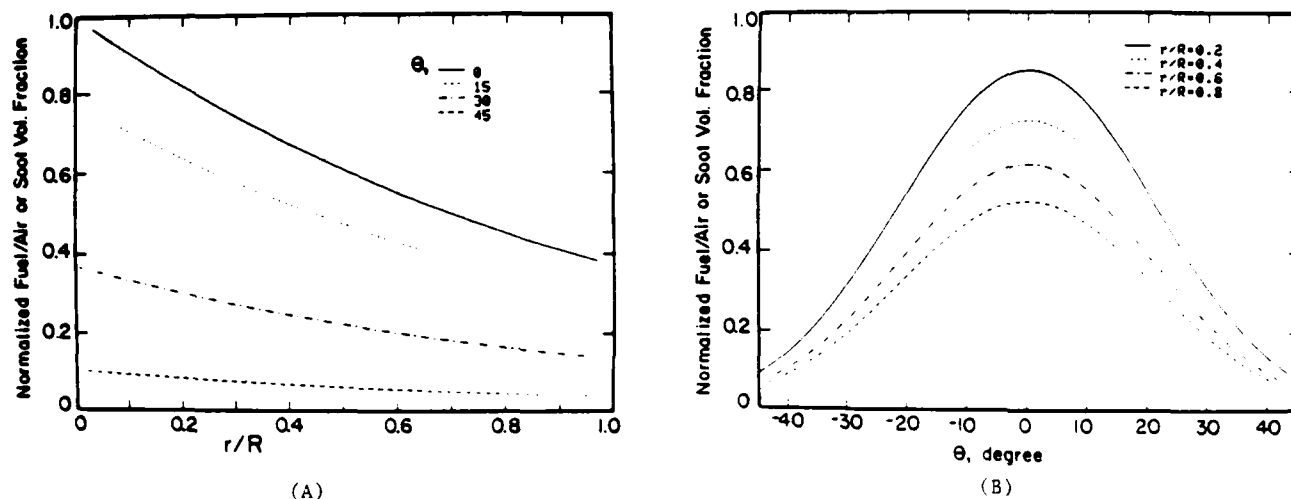 Normalized Fuel/Air or Soot Vol. Fraction
1.0
0.8
0.6
0.4
0.2
0
0 0.2 0.4 0.6 0.8 1.0
r/R
Θ, 0
15
30
45
(A)
Normalized Fuel/Air or Soot Vol. Fraction
1.0
0.8
0.6
0.4
0.2
0
-40 -30 -20 -10 0 10 20 30 40
Θ, degree
r/R=0.2
r/R=0.4
r/R=0.6
r/R=0.8
(B)